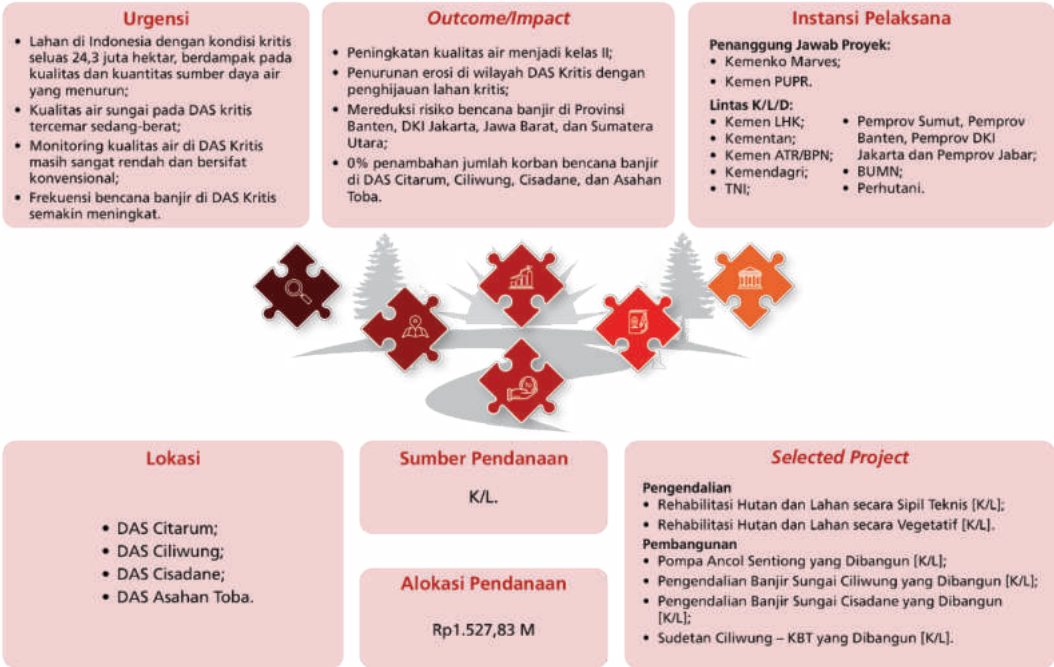 Urgensi
• Lahan di Indonesia dengan kondisi kritis
seluas 24,3 juta hektar, berdampak pada
kualitas dan kuantitas sumber daya air
yang menurun;
• Kualitas air sungai pada DAS kritis
tercemar sedang-berat;
• Monitoring kualitas air di DAS Kritis
masih sangat rendah dan bersifat
konvensional;
• Frekuensi bencana banjir di DAS Kritis
semakin meningkat.
Outcome/Impact
• Peningkatan kualitas air menjadi kelas II;
• Penurunan erosi di wilayah DAS Kritis dengan
penghijauan lahan kritis;
• Mereduksi risiko bencana banjir di Provinsi
Banten, DKI Jakarta, Jawa Barat, dan Sumatera
Utara;
• 0% penambahan jumlah korban bencana banjir
di DAS Citarum, Ciliwung, Cisadane, dan Asahan
Toba.
Instansi Pelaksana
Penanggung Jawab Proyek:
• Kemenko Marves;
• Kemen PUPR.
Lintas K/L/D:
• Kemen LHK;
• Kementan;
• Kemen ATR/BPN;
• Kemendagri;
• TNI;
• Pemprov Sumut, Pemprov
Banten, Pemprov DKI
Jakarta dan Pemprov Jabar;
• BUMN;
• Perhutani.
Lokasi
• DAS Citarum;
• DAS Ciliwung;
• DAS Cisadane;
• DAS Asahan Toba.
Sumber Pendanaan
K/L.
Alokasi Pendanaan
Rp1.527,83 M
Selected Project
Pengendalian
• Rehabilitasi Hutan dan Lahan secara Sipil Teknis [K/L];
• Rehabilitasi Hutan dan Lahan secara Vegetatif [K/L].
Pembangunan
• Pompa Ancol Sentiong yang Dibangun [K/L];
• Pengendalian Banjir Sungai Ciliwung yang Dibangun [K/L];
• Pengendalian Banjir Sungai Cisadane yang Dibangun
[K/L];
• Sudetan Ciliwung – KBT yang Dibangun [K/L].